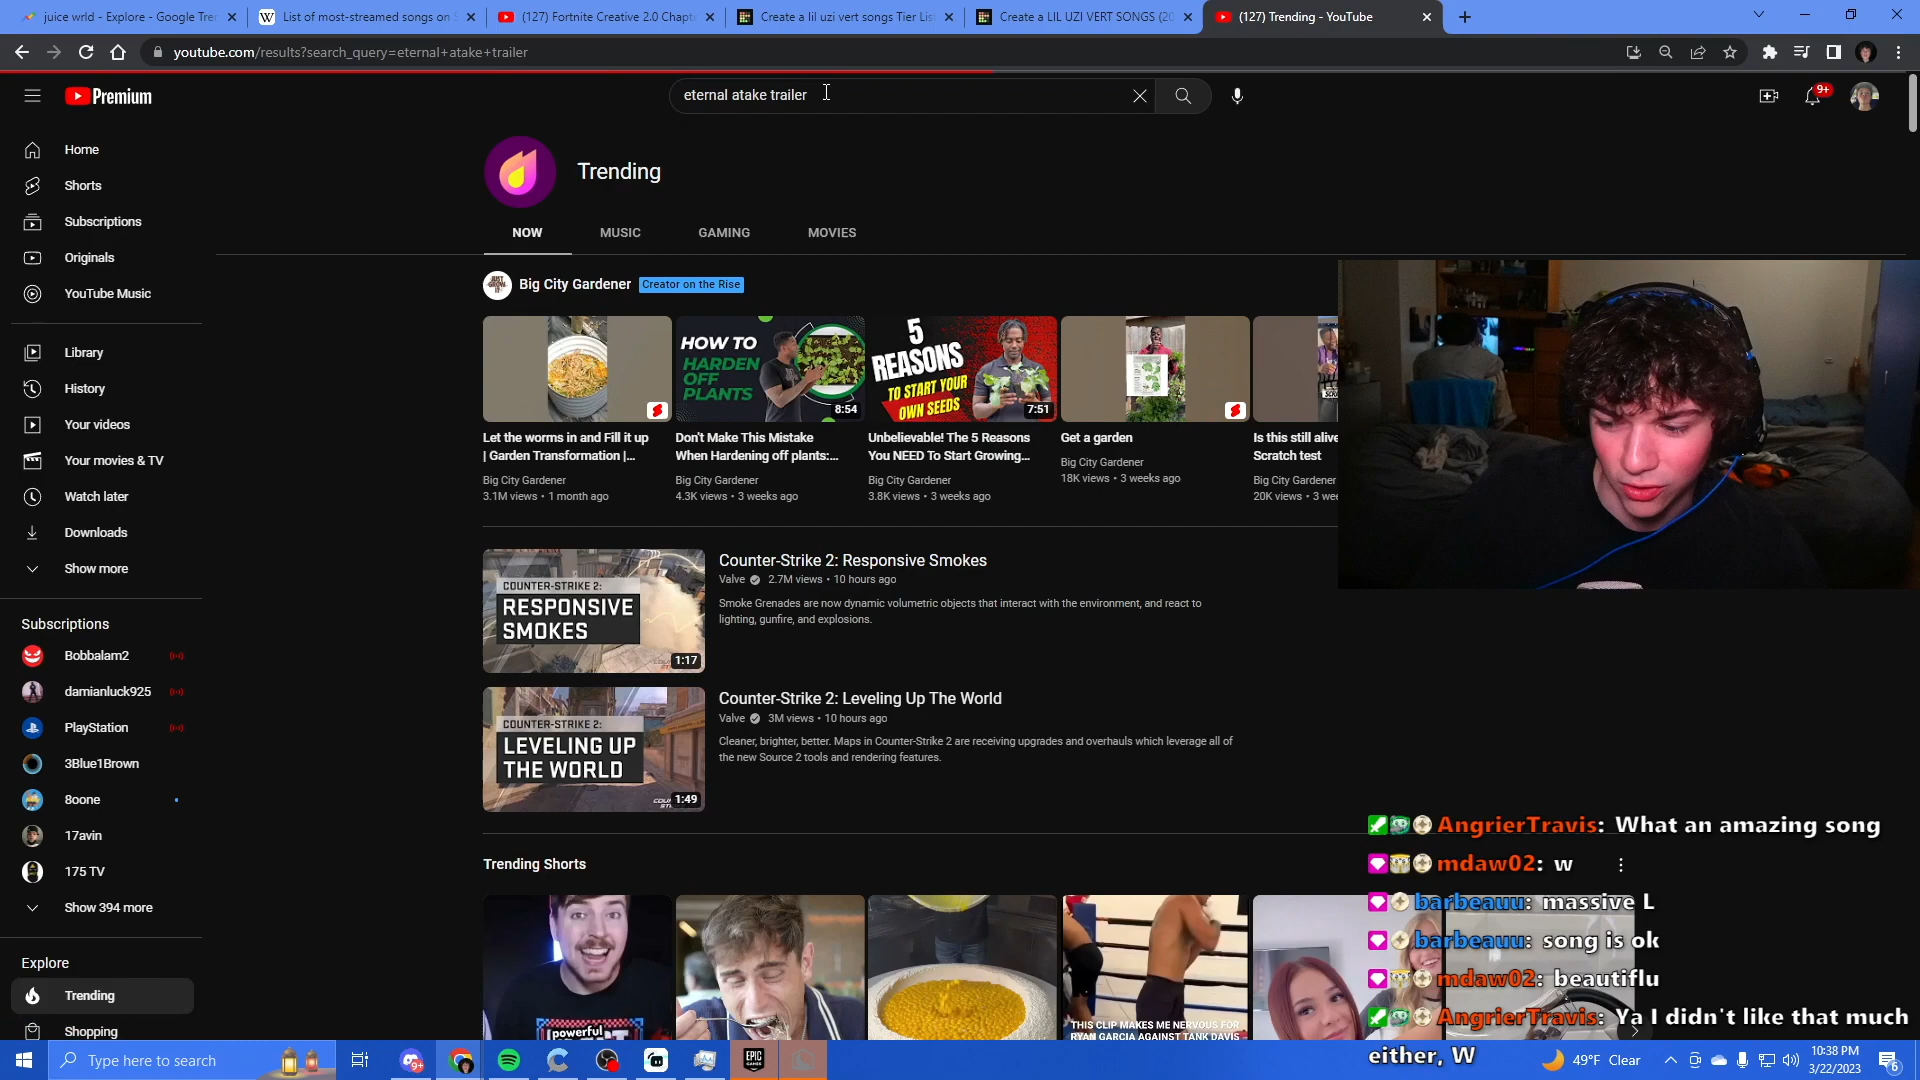 juice wrld - Explore - Google Tre
List of most-streamed songs on S
(127) Fortnite Creative 2.0 Chapt
Create a lil uzi vert songs Tier Lis
Create a LIL UZI VERT SONGS (20
(127) Trending - YouTube
youtube.com/results?search_query=eternal+atake+trailer
Premium
eternal atake trailer
9+
Home
Shorts
Subscriptions
Originals
YouTube Music
Library
History
Your videos
Your movies & TV
Watch later
Downloads
Show more
Subscriptions
Bobbalam2
damianluck925
PlayStation
3Blue1Brown
8oone
17avin
175 TV
Show 394 more
Explore
Trending
Shopping
Trending
NOW
MUSIC
GAMING
MOVIES
Big City Gardener
Creator on the Rise
HOW TO
HARDEN
OFF
PLANTS
8:54
5
REASONS
TO START YOUR
OWN SEEDS
7:51
Let the worms in and Fill it up
| Garden Transformation |...
Big City Gardener
3.1M views • 1 month ago
Don't Make This Mistake
When Hardening off plants:...
Big City Gardener
4.3K views • 3 weeks ago
Unbelievable! The 5 Reasons
You NEED To Start Growing...
Big City Gardener
3.8K views • 3 weeks ago
Get a garden
Big City Gardener
18K views • 3 weeks ago
Is this still alive
Scratch test
Big City Gardener
20K views • 3 wee
COUNTER-STRIKE 2:
RESPONSIVE
SMOKES
1:17
Counter-Strike 2: Responsive Smokes
Valve 2.7M views • 10 hours ago
Smoke Grenades are now dynamic volumetric objects that interact with the environment, and react to
lighting, gunfire, and explosions.
COUNTER-STRIKE 2:
LEVELING UP
THE WORLD
1:49
Counter-Strike 2: Leveling Up The World
Valve 3M views • 10 hours ago
Cleaner, brighter, better. Maps in Counter-Strike 2 are receiving upgrades and overhauls which leverage all of
the new Source 2 tools and rendering features.
Trending Shorts
powerful
THIS CLIP MAKES ME NERVOUS FOR
RYAN GARCIA AGAINST TANK DAVIS
AngrierTravis: What an amazing song
mdaw02: w
barbeauu: massive L
barbeauu: song is ok
mdaw02: beautiflu
AngrierTravis: Ya I didn't like that much
either, W
Type here to search
9+
EPIC
GAMES
49°F Clear
10:38 PM
3/22/2023
6